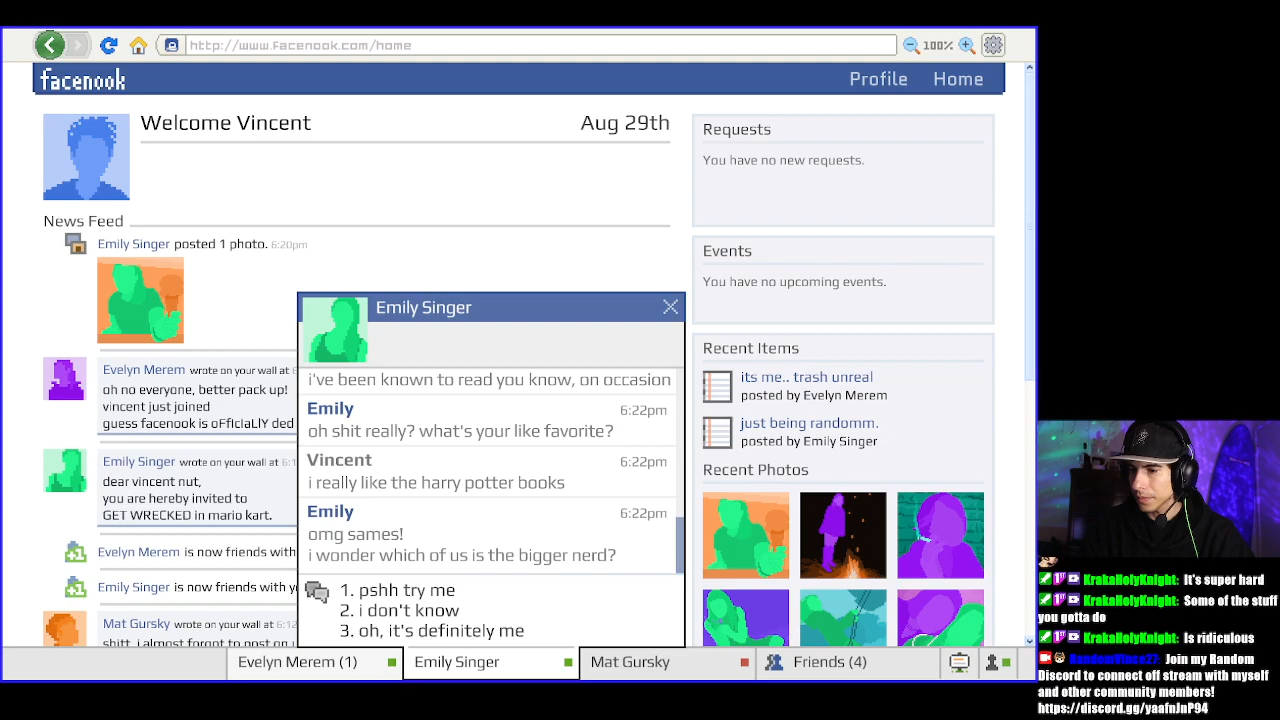 http://www.facenook.com/home
100%
facenook
Profile
Home
Welcome Vincent
Aug 29th
News Feed
Emily Singer posted 1 photo. 6:20pm
Evelyn Merem wrote on your wall at
oh no everyone, better pack up!
vincent just joined
guess facenook is oFfIcIaLlY ded
Emily Singer wrote on your wall at
dear vincent nut,
you are hereby invited to
GET WRECKED in mario kart.
Evelyn Merem is now friends with
Emily Singer is now friends with
Mat Gursky wrote on your wall at
shitt, i almost forgot to post on
Emily Singer
i've been known to read you know, on occasion
Emily 6:22pm
oh shit really? what's your like favorite?
Vincent 6:22pm
i really like the harry potter books
Emily 6:22pm
omg sames!
i wonder which of us is the bigger nerd?
1. pshh try me
2. i don't know
3. oh, it's definitely me
Requests
You have no new requests.
Events
You have no upcoming events.
Recent Items
its me.. trash unreal
posted by Evelyn Merem
just being randomm.
posted by Emily Singer
Recent Photos
Evelyn Merem (1)
Emily Singer
Mat Gursky
Friends (4)
KrakaHolyKnight: It's super hard
KrakaHolyKnight: Some of the stuff
you gotta do
KrakaHolyKnight: Is ridiculous
RandomVince27: Join my Random
Discord to connect off stream with myself
and other community members!
https://discord.gg/yaafnJnP94